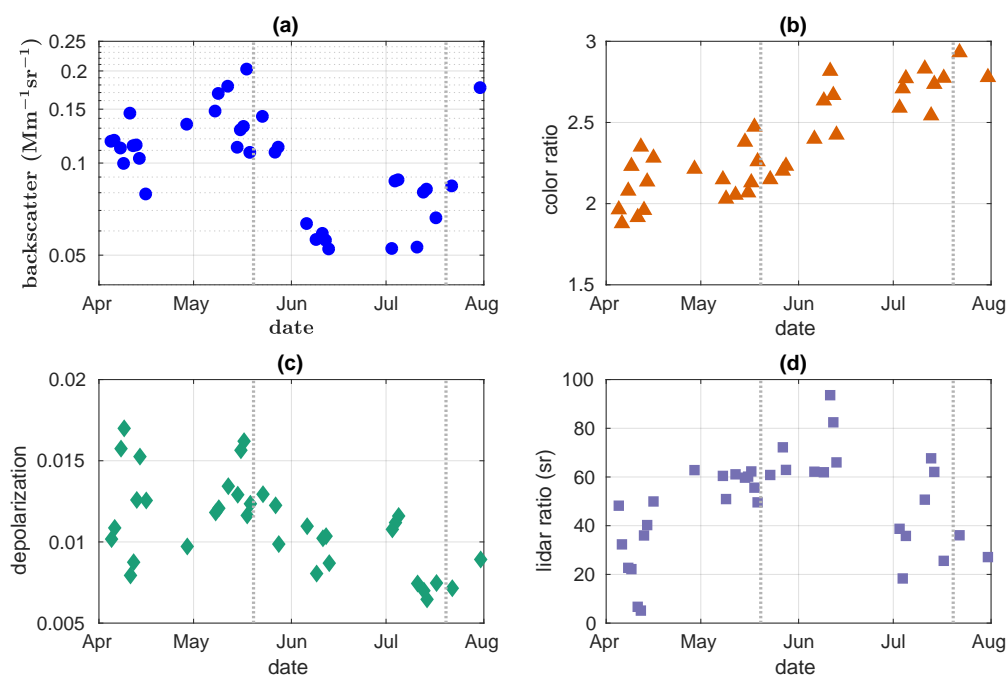 (a)
backscatter (Mm⁻¹sr⁻¹)
0.25
0.2
0.15
0.1
0.05
Apr May Jun Jul Aug
date
(b)
color ratio
3
2.5
2
1.5
Apr May Jun Jul Aug
date
(c)
depolarization
0.02
0.015
0.01
0.005
Apr May Jun Jul Aug
date
(d)
lidar ratio (sr)
100
80
60
40
20
0
Apr May Jun Jul Aug
date